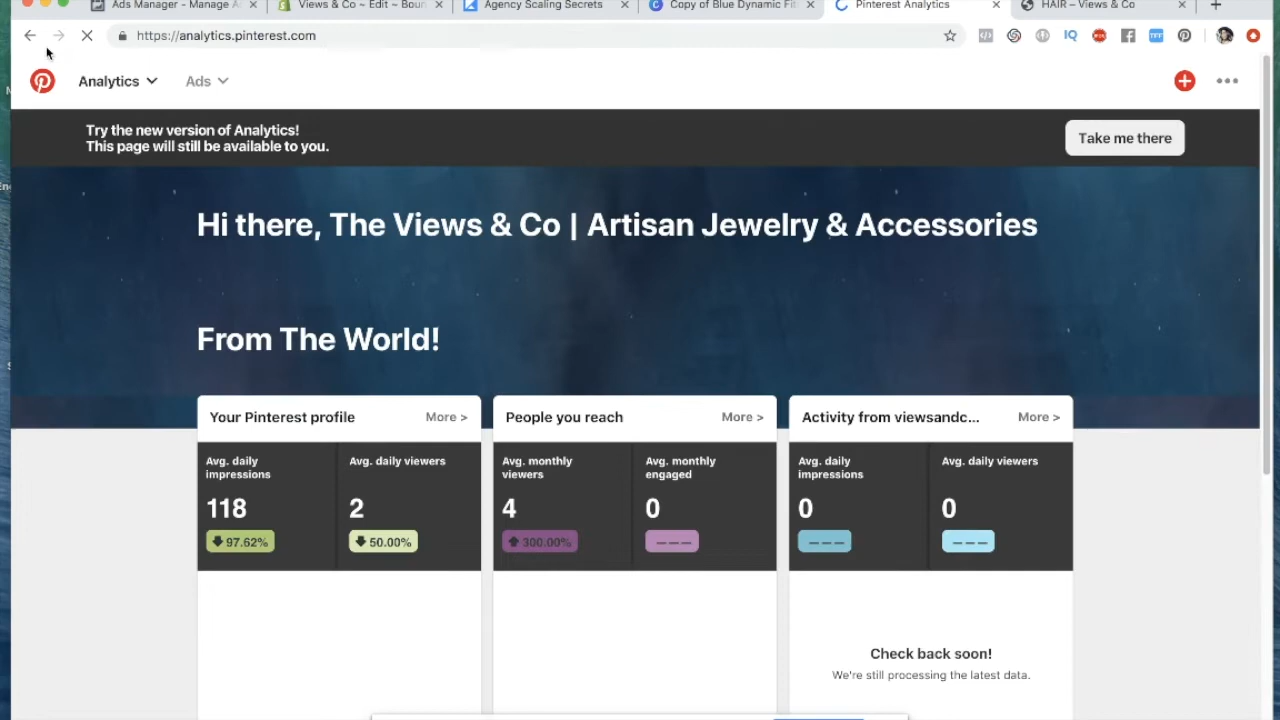 Ads Manager - Manage A
Views & Co ~ Edit ~ Boun
Agency Scaling Secrets
Copy of Blue Dynamic Fit
Pinterest Analytics
HAIR – Views & Co
https://analytics.pinterest.com
IQ
TFF
Analytics
Ads
Try the new version of Analytics!
This page will still be available to you.
Take me there
Hi there, The Views & Co | Artisan Jewelry & Accessories
From The World!
Your Pinterest profile
More >
Avg. daily
impressions
118
97.62%
Avg. daily viewers
2
50.00%
People you reach
More >
Avg. monthly
viewers
4
300.00%
Avg. monthly
engaged
0
Activity from viewsandc...
More >
Avg. daily
impressions
0
Avg. daily viewers
0
Check back soon!
We're still processing the latest data.